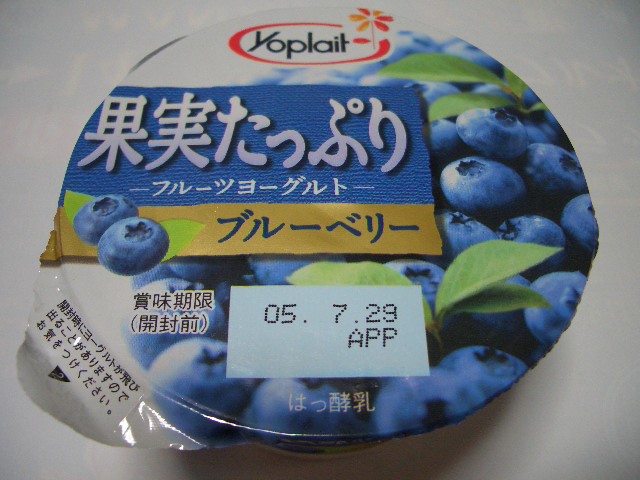 Yoplait
果実たっぷり
ーフルーツヨーグルトー
ブルーベリー
賞味期限
(開封前)
05. 7.29
APP
開封時にヨーグルトが飛び
出ることがありますので
お気をつけください。
はっ酵乳